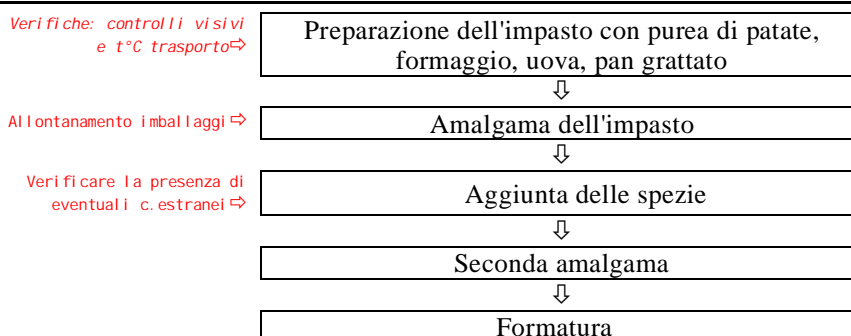 Verifiche: controlli visivi
e t°C trasporto⇨
Preparazione dell'impasto con purea di patate,
formaggio, uova, pan grattato
⇩
Allontanamento imballaggi⇨
Amalgama dell'impasto
⇩
Verificare la presenza di
eventuali c.estranei⇨
Aggiunta delle spezie
⇩
Seconda amalgama
⇩
Formatura